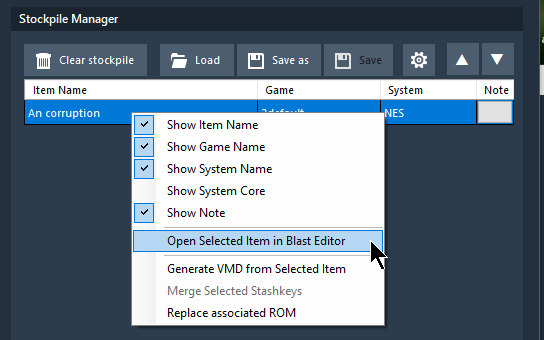 Stockpile Manager
Clear stockpile Load Save as Save
Item Name Game System Note
An corruption NES
Show Item Name
Show Game Name
Show System Name
Show System Core
Show Note
Open Selected Item in Blast Editor
Generate VMD from Selected Item
Merge Selected Stashkeys
Replace associated ROM